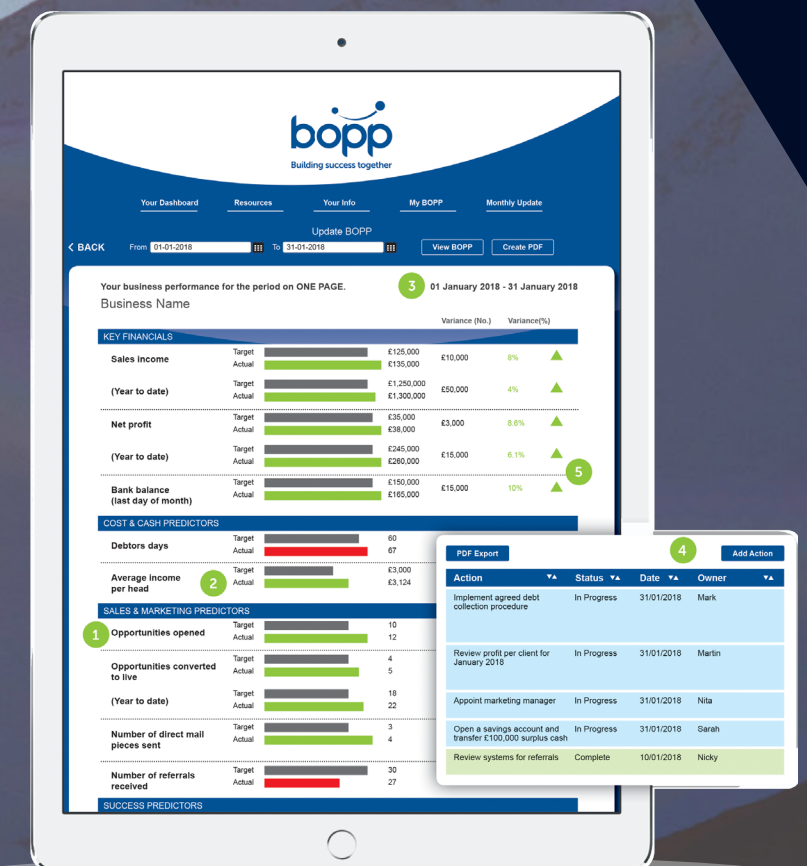 bopp
Building success together
Your Dashboard Resources Your Info My BOPP Monthly Update
Update BOPP
BACK From 01-01-2018 To 31-01-2018 View BOPP Create PDF
Your business performance for the period on ONE PAGE. 3 01 January 2018 - 31 January 2018
Business Name
Variance (No.) Variance(%)
KEY FINANCIALS
Sales income Target £125,000 £10,000 8%
Actual £135,000
(Year to date) Target £1,250,000 £50,000 4%
Actual £1,300,000
Net profit Target £35,000 £3,000 8.6%
Actual £38,000
(Year to date) Target £245,000 £15,000 6.1%
Actual £260,000
5
Bank balance Target £150,000 £15,000 10%
(last day of month) Actual £165,000
COST & CASH PREDICTORS
Debtors days Target 60
Actual 67
Average income Target £3,000
per head 2 Actual £3,124
SALES & MARKETING PREDICTORS
1 Opportunities opened Target 10
Actual 12
Opportunities converted Target 4
to live Actual 5
(Year to date) Target 18
Actual 22
Number of direct mail Target 3
pieces sent Actual 4
Number of referrals Target 30
received Actual 27
SUCCESS PREDICTORS
PDF Export 4 Add Action
Action Status Date Owner
Implement agreed debt In Progress 31/01/2018 Mark
collection procedure
Review profit per client for In Progress 31/01/2018 Martin
January 2018
Appoint marketing manager In Progress 31/01/2018 Nita
Open a savings account and In Progress 31/01/2018 Sarah
transfer £100,000 surplus cash
Review systems for referrals Complete 10/01/2018 Nicky